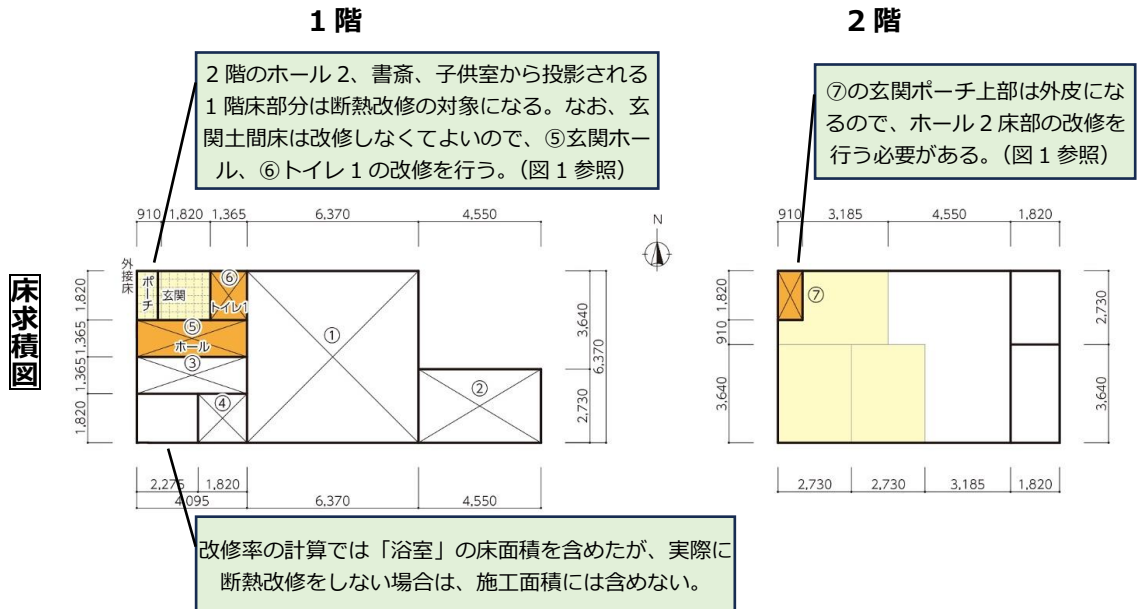 1 階
2 階
2 階のホール 2、書斎、子供室から投影される
1 階床部分は断熱改修の対象になる。なお、玄
関土間床は改修しなくてよいので、⑤玄関ホー
ル、⑥トイレ 1 の改修を行う。（図 1 参照）
⑦の玄関ポーチ上部は外皮にな
るので、ホール 2 床部の改修を
行う必要がある。（図 1 参照）
床求積図
910 1,820 1,365 6,370 4,550
N
外接床
ポーチ
玄関
⑥
トイレ1
⑤
ホール
③
④
①
②
1,820
1,365
1,365
1,820
3,640
2,730
6,370
2,275 1,820
4,095 6,370 4,550
910 3,185 4,550 1,820
⑦
1,820
910
3,640
2,730
3,640
2,730 2,730 3,185 1,820
改修率の計算では「浴室」の床面積を含めたが、実際に
断熱改修をしない場合は、施工面積には含めない。